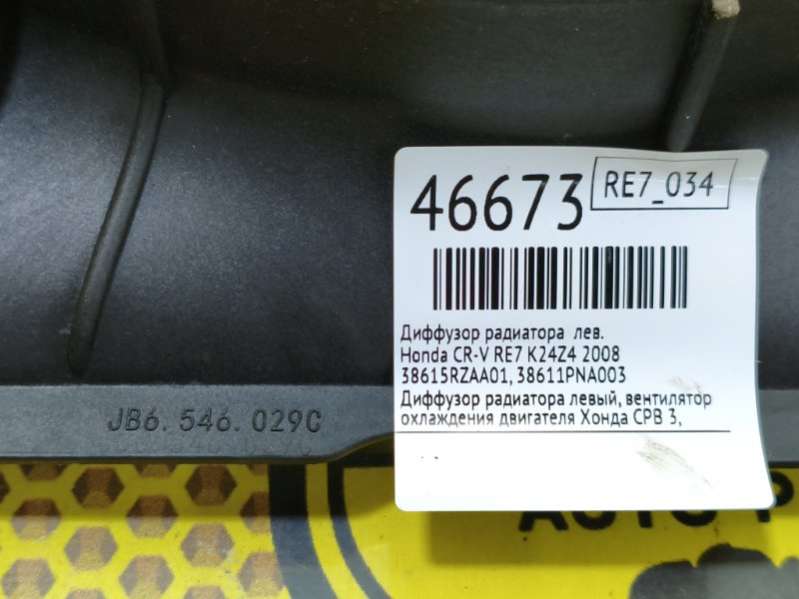 46673
RE7_034
Диффузор радиатора лев.
Honda CR-V RE7 K24Z4 2008
38615RZAA01, 38611PNA003
Диффузор радиатора левый, вентилятор
охлаждения двигателя Хонда СРВ 3,
JB6. 546. 029C
AUTO P